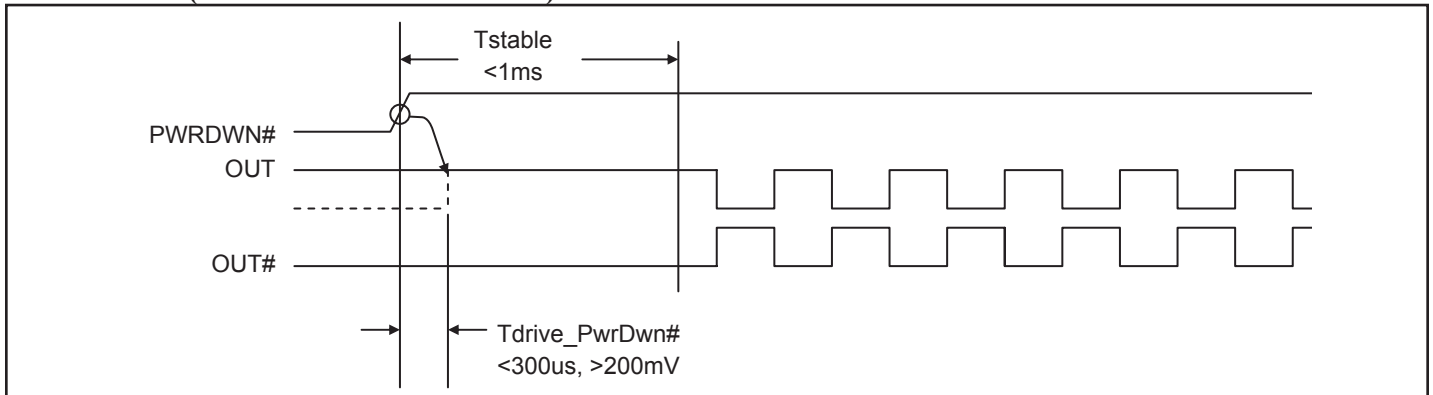 Tstable
<1ms
PWRDWN#
OUT
OUT#
Tdrive_PwrDwn#
<300us, >200mV